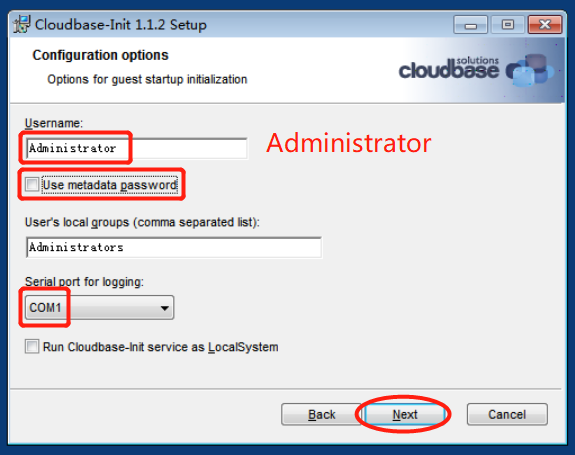 Cloudbase-Init 1.1.2 Setup
Configuration options
Options for guest startup initialization
cloudbase solutions
Username:
Administrator
Administrator
Use metadata password
User's local groups (comma separated list):
Administrators
Serial port for logging:
COM1
Run Cloudbase-Init service as LocalSystem
Back Next Cancel